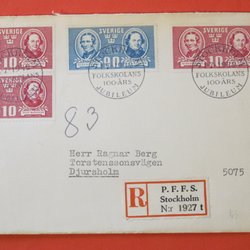 SVERIGE
SVERIGE
SVERIGE
10
90
10
10
10
FOLKSKOLANS
100-ÅRS
JUBILEUM
FOLKSKOLANS
100-ÅRS
JUBILEUM
83
Herr Ragnar Berg
Torstenssonsvägen
Djursholm
5075
R
P. F. F. S.
Stockholm
Nr 1927 t